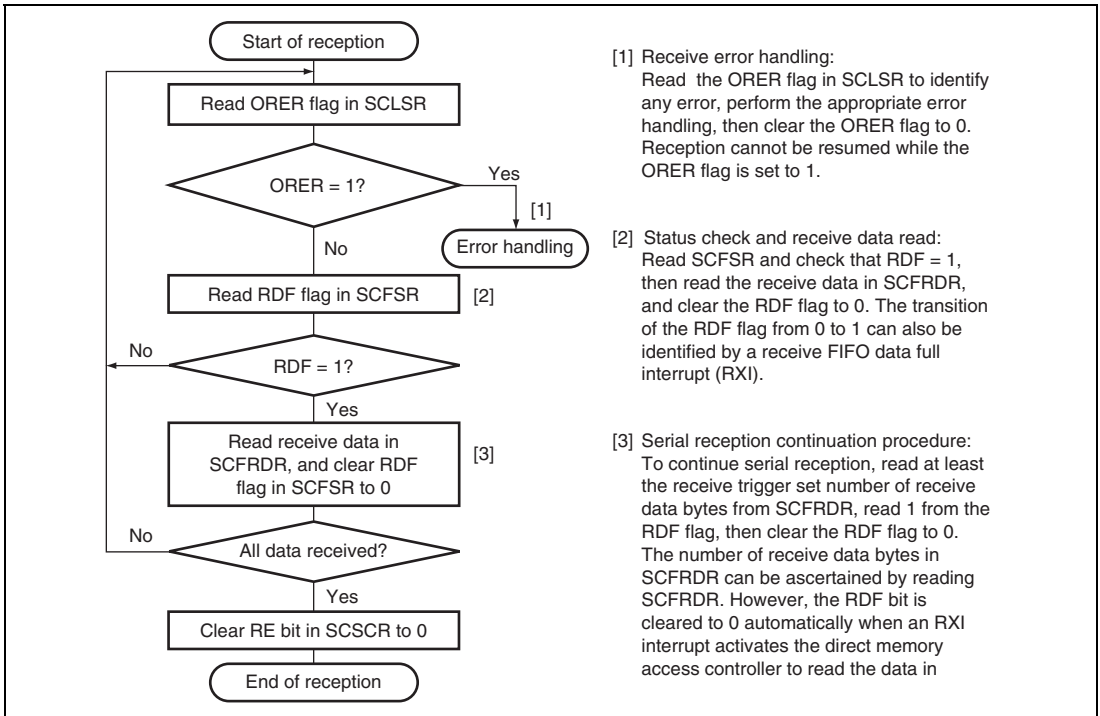 Start of reception
Read ORER flag in SCLSR
ORER = 1?
Yes
[1]
Error handling
No
Read RDF flag in SCFSR
[2]
No
RDF = 1?
Yes
Read receive data in
SCFRDR, and clear RDF
flag in SCFSR to 0
[3]
No
All data received?
Yes
Clear RE bit in SCSCR to 0
End of reception
[1] Receive error handling:
Read the ORER flag in SCLSR to identify
any error, perform the appropriate error
handling, then clear the ORER flag to 0.
Reception cannot be resumed while the
ORER flag is set to 1.
[2] Status check and receive data read:
Read SCFSR and check that RDF = 1,
then read the receive data in SCFRDR,
and clear the RDF flag to 0. The transition
of the RDF flag from 0 to 1 can also be
identified by a receive FIFO data full
interrupt (RXI).
[3] Serial reception continuation procedure:
To continue serial reception, read at least
the receive trigger set number of receive
data bytes from SCFRDR, read 1 from the
RDF flag, then clear the RDF flag to 0.
The number of receive data bytes in
SCFRDR can be ascertained by reading
SCFRDR. However, the RDF bit is
cleared to 0 automatically when an RXI
interrupt activates the direct memory
access controller to read the data in